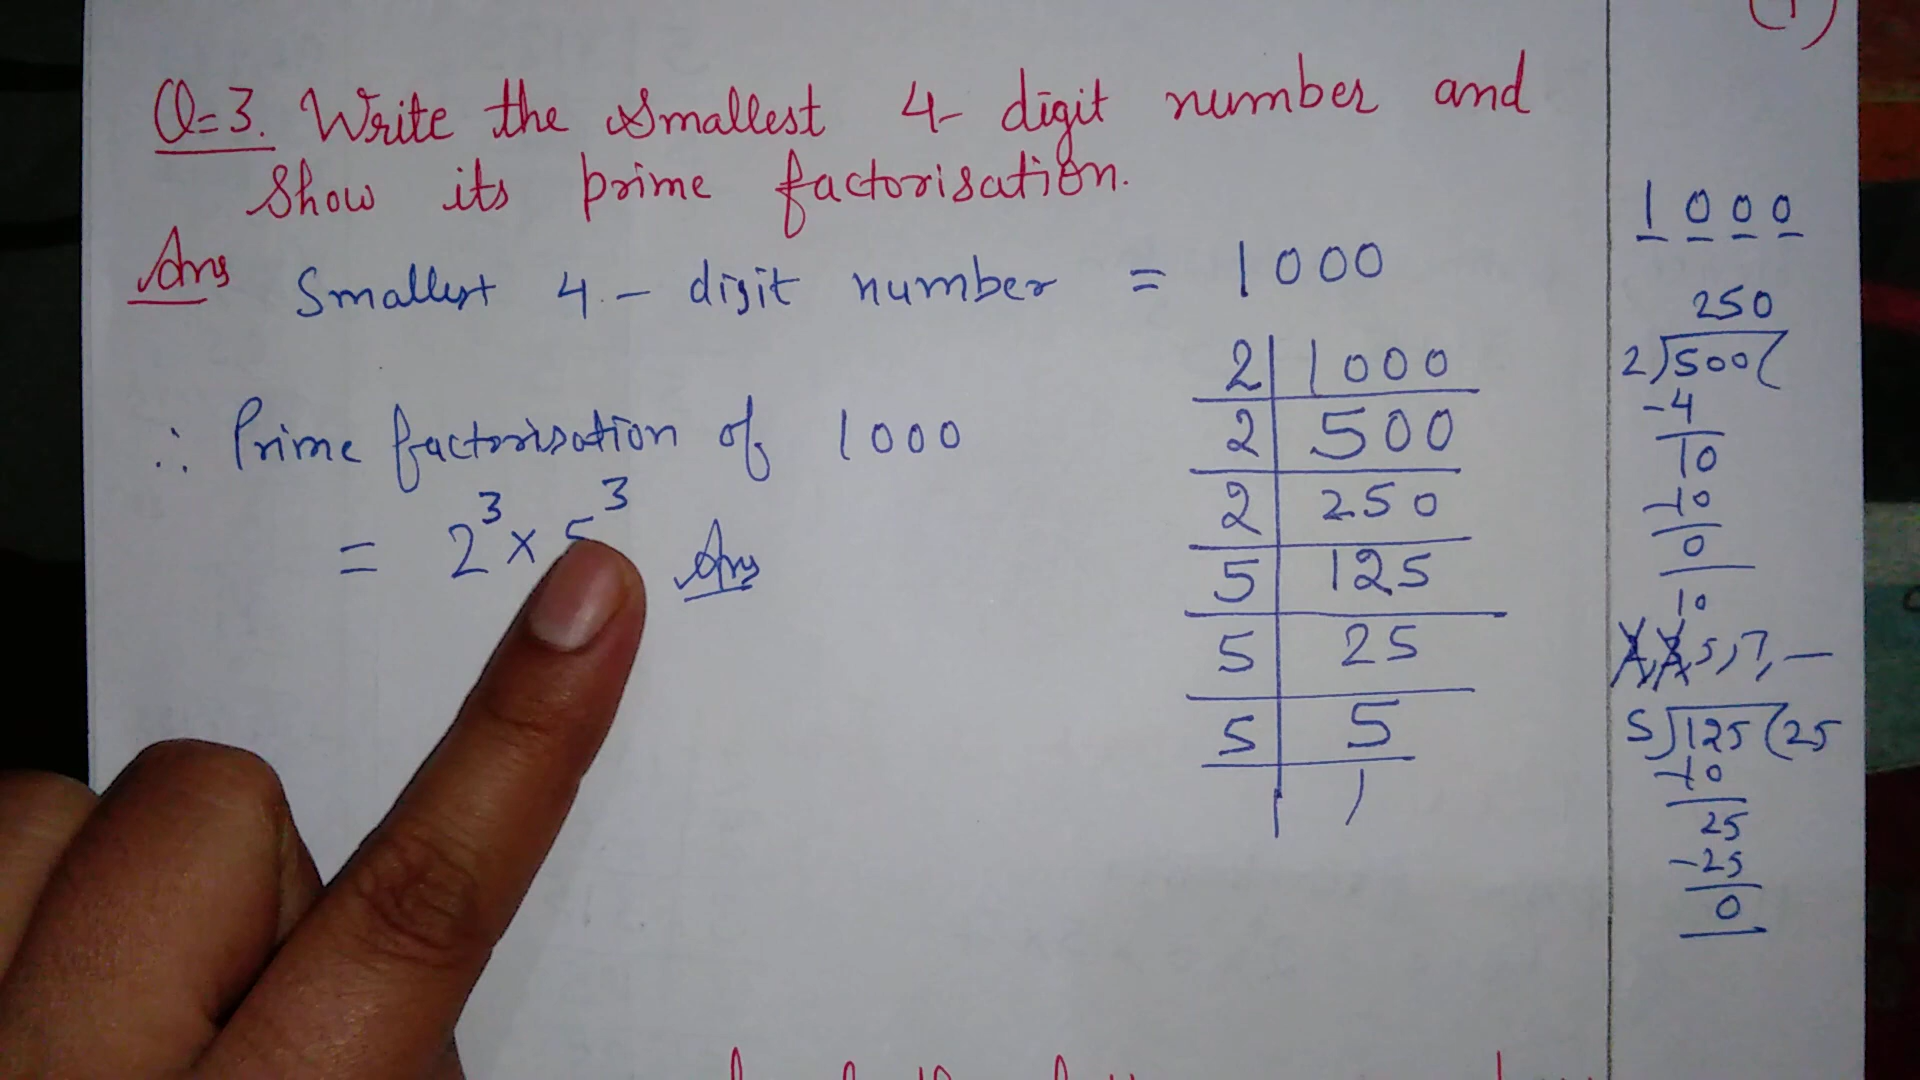 Q=3. Write the smallest 4- digit number and
Show its prime factorisation.
Ans Smallest 4 - digit number = 1000
∴ Prime factorisation of 1000
= 2³ × 5³ Ans
2 | 1000
2 | 500
2 | 250
5 | 125
5 | 25
5 | 5
1
1000
250
2)500(
-4
10
-10
0
10
5,7,—
5)125(25
-10
25
-25
0